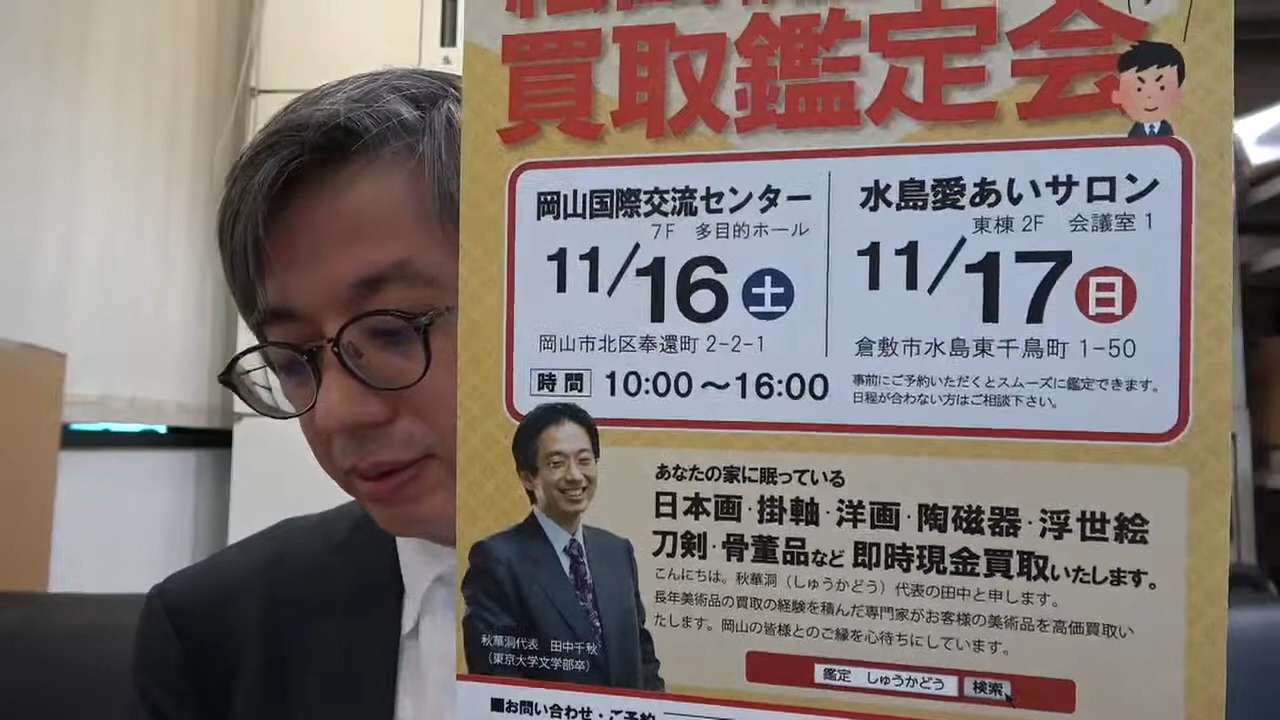 買取鑑定会
岡山国際交流センター
7F 多目的ホール
11/16 土
岡山市北区奉還町 2-2-1
水島愛あいサロン
東棟 2F 会議室 1
11/17 日
倉敷市水島東千鳥町 1-50
時間 10:00 〜16:00
事前にご予約いただくとスムーズに鑑定できます。
日程が合わない方はご相談下さい。
あなたの家に眠っている
日本画・掛軸・洋画・陶磁器・浮世絵
刀剣・骨董品など 即時現金買取いたします。
こんにちは。秋華洞（しゅうかどう）代表の田中と申します。
長年美術品の買取の経験を積んだ専門家がお客様の美術品を高価買取い
たします。岡山の皆様とのご縁を心待ちにしています。
秋華洞代表 田中千秋
（東京大学文学部卒）
鑑定 しゅうかどう 検索
■お問い合わせ・ご予約